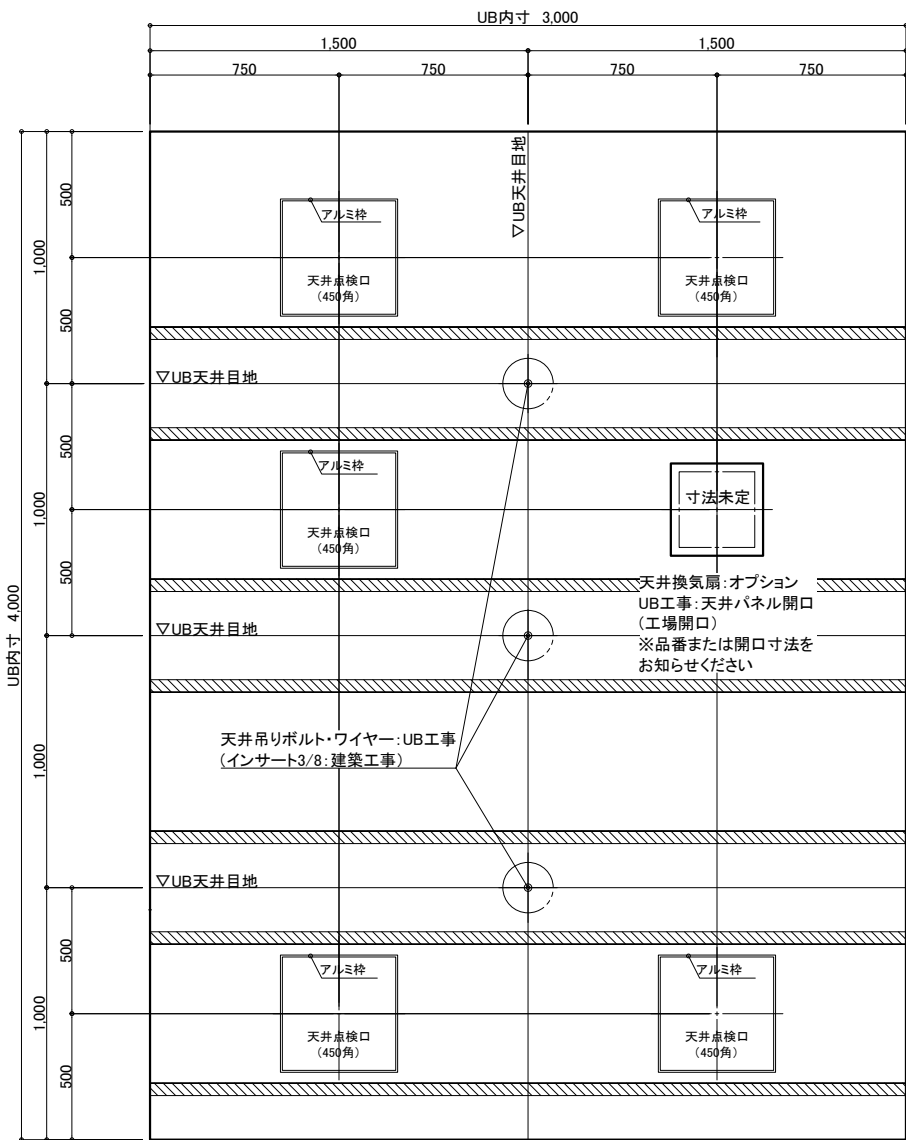 UB内寸 3,000
1,500
1,500
750
750
750
750
UB内寸 4,000
1,000
1,000
1,000
1,000
500
500
500
500
500
500
▽UB天井目地
アルミ枠
天井点検口
(450角)
アルミ枠
天井点検口
(450角)
▽UB天井目地
アルミ枠
天井点検口
(450角)
寸法未定
天井換気扇:オプション
UB工事:天井パネル開口
(工場開口)
※品番または開口寸法を
お知らせください
▽UB天井目地
天井吊りボルト・ワイヤー:UB工事
(インサート3/8:建築工事)
▽UB天井目地
アルミ枠
天井点検口
(450角)
アルミ枠
天井点検口
(450角)